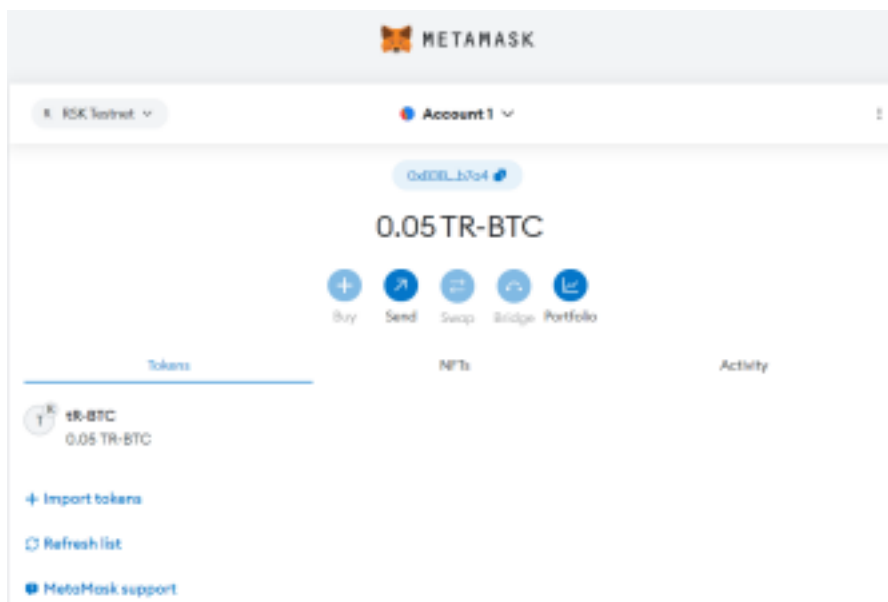 METAMASK
R RSK Testnet
Account 1
0.05 TR-BTC
Buy Send Swap Bridge Portfolio
Tokens NFTs Activity
T R tR-BTC
0.05 TR-BTC
+ Import tokens
Refresh list
MetaMask support